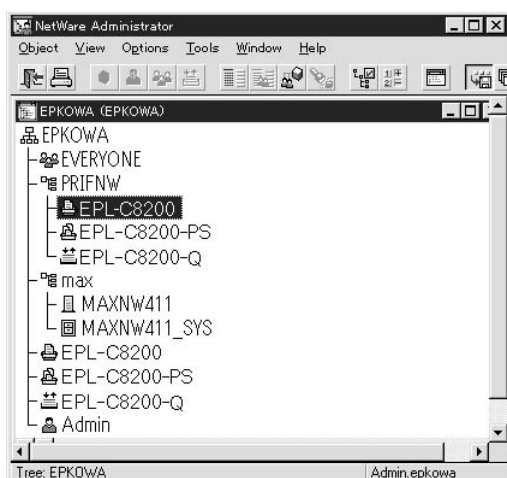 NetWare Administrator
Object View Options Tools Window Help
EPKOWA (EPKOWA)
EPKOWA
EVERYONE
PRIFNW
EPL-C8200
EPL-C8200-PS
EPL-C8200-Q
max
MAXNW411
MAXNW411_SYS
EPL-C8200
EPL-C8200-PS
EPL-C8200-Q
Admin
Tree: EPKOWA Admin.epkowa